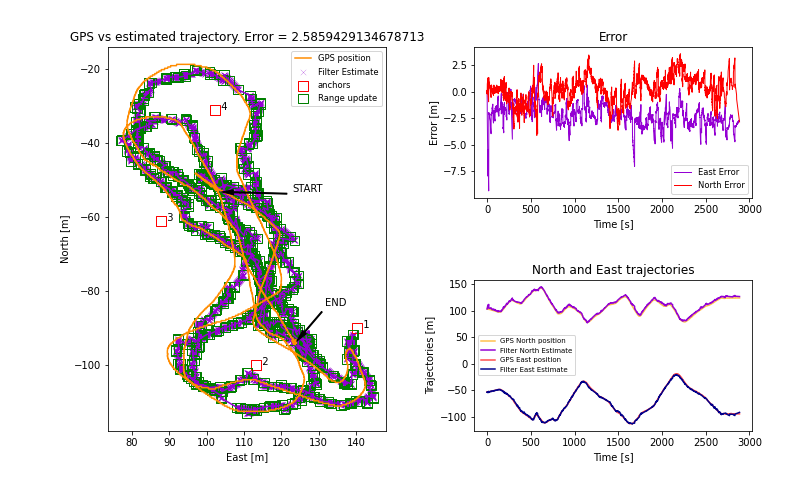 GPS vs estimated trajectory. Error = 2.5859429134678713
GPS position
Filter Estimate
anchors
Range update
−20
−40
−60
−80
−100
North [m]
4
START
3
END
1
2
80 90 100 110 120 130 140
East [m]
Error
2.5
0.0
−2.5
−5.0
−7.5
Error [m]
East Error
North Error
0 500 1000 1500 2000 2500 3000
Time [s]
North and East trajectories
150
100
50
0
−50
−100
Trajectories [m]
GPS North position
Filter North Estimate
GPS East position
Filter East Estimate
0 500 1000 1500 2000 2500 3000
Time [s]